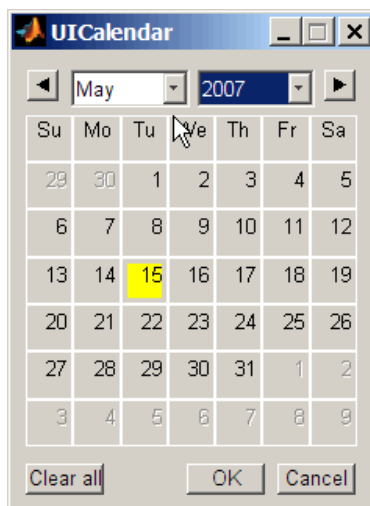 UICalendar
May 2007
Su Mo Tu We Th Fr Sa
29 30 1 2 3 4 5
6 7 8 9 10 11 12
13 14 15 16 17 18 19
20 21 22 23 24 25 26
27 28 29 30 31 1 2
3 4 5 6 7 8 9
Clear all OK Cancel